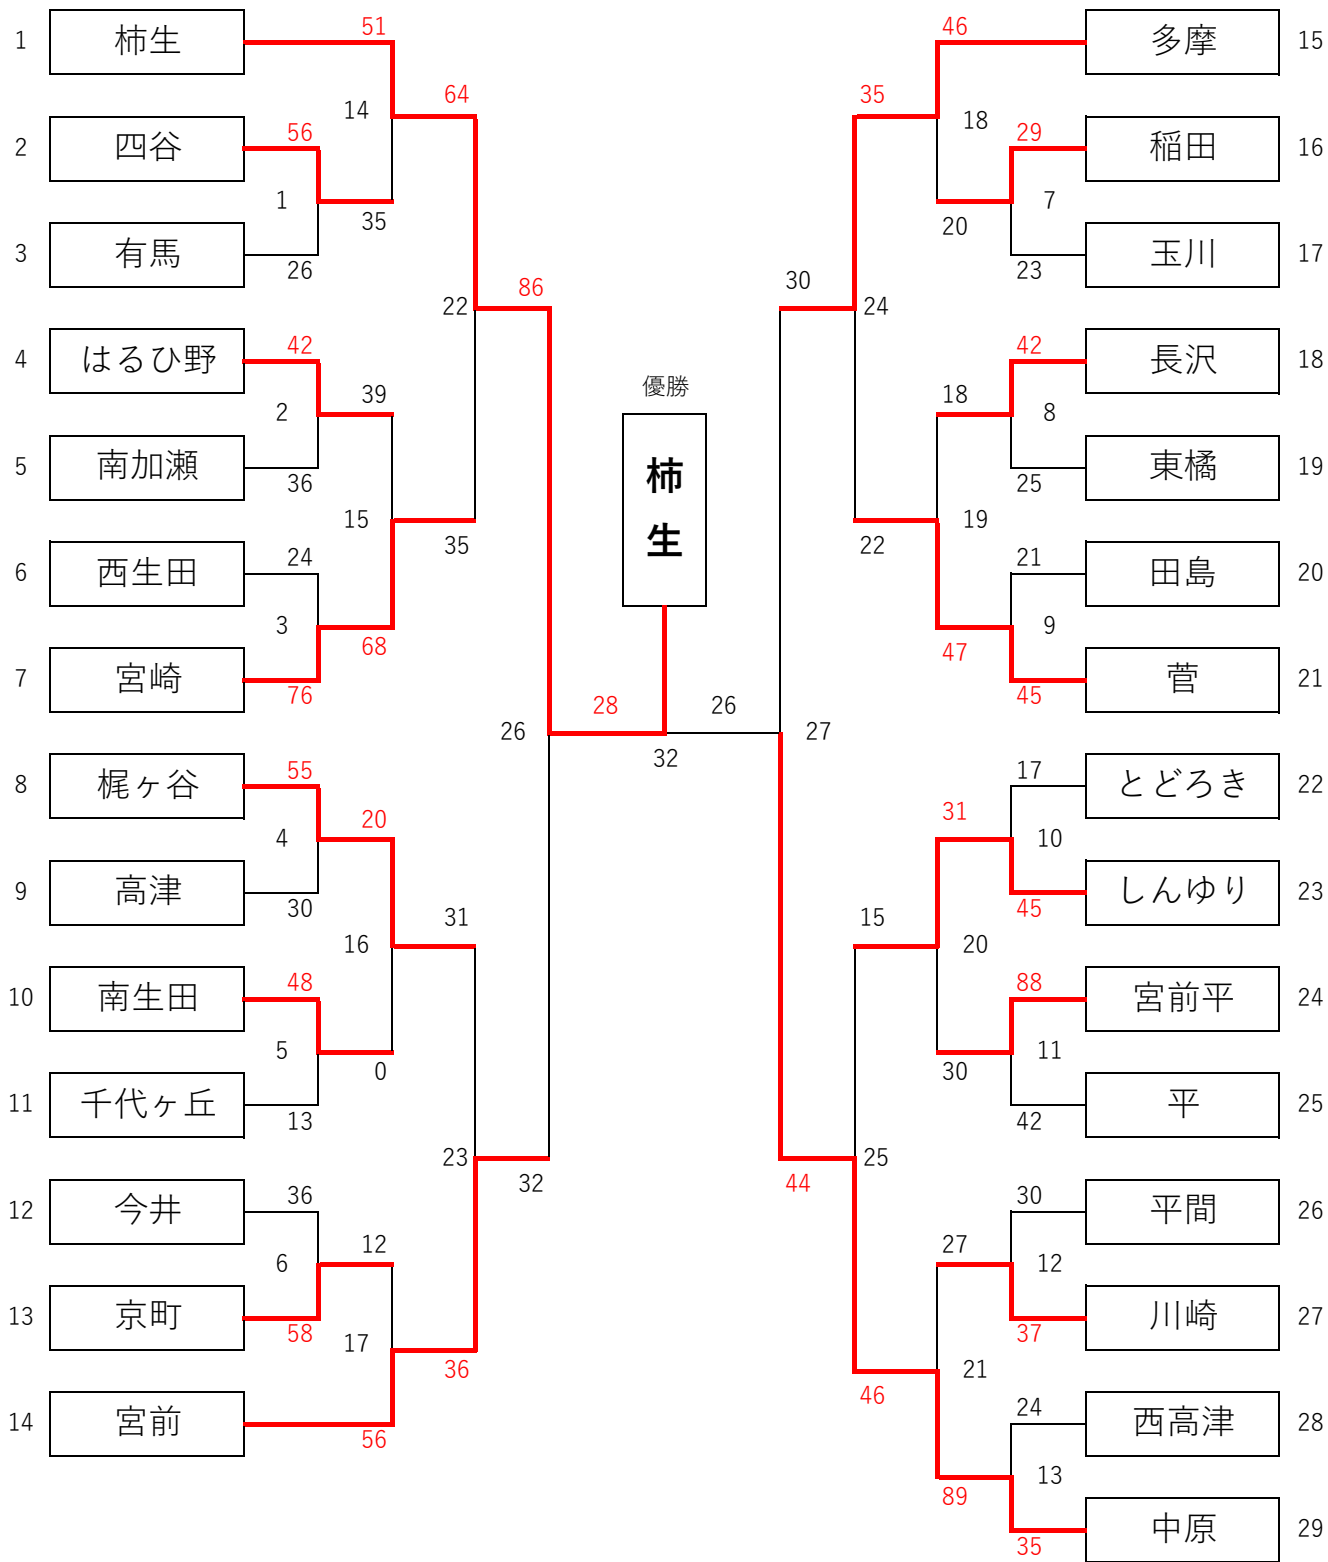 1 柿生 51
14 64
2 四谷 56
1 35
3 有馬 26
22 86
4 はるひ野 42
2 39
5 南加瀬 36
15 35
6 西生田 24
3 68
7 宮崎 76
26 28
8 梶ヶ谷 55
4 20
9 高津 30
16 31
10 南生田 48
5 0
11 千代ヶ丘 13
23 32
12 今井 36
6 12
13 京町 58
17 36
14 宮前 56
優勝
柿生
32
46 多摩 15
35 18
29 稲田 16
20 7
23 玉川 17
30 24
42 長沢 18
18 8
25 東橘 19
22 19
21 田島 20
47 9
45 菅 21
26 27
17 とどろき 22
31 10
45 しんゆり 23
15 20
88 宮前平 24
30 11
42 平 25
44 25
30 平間 26
27 12
37 川崎 27
46 21
24 西高津 28
89 13
35 中原 29